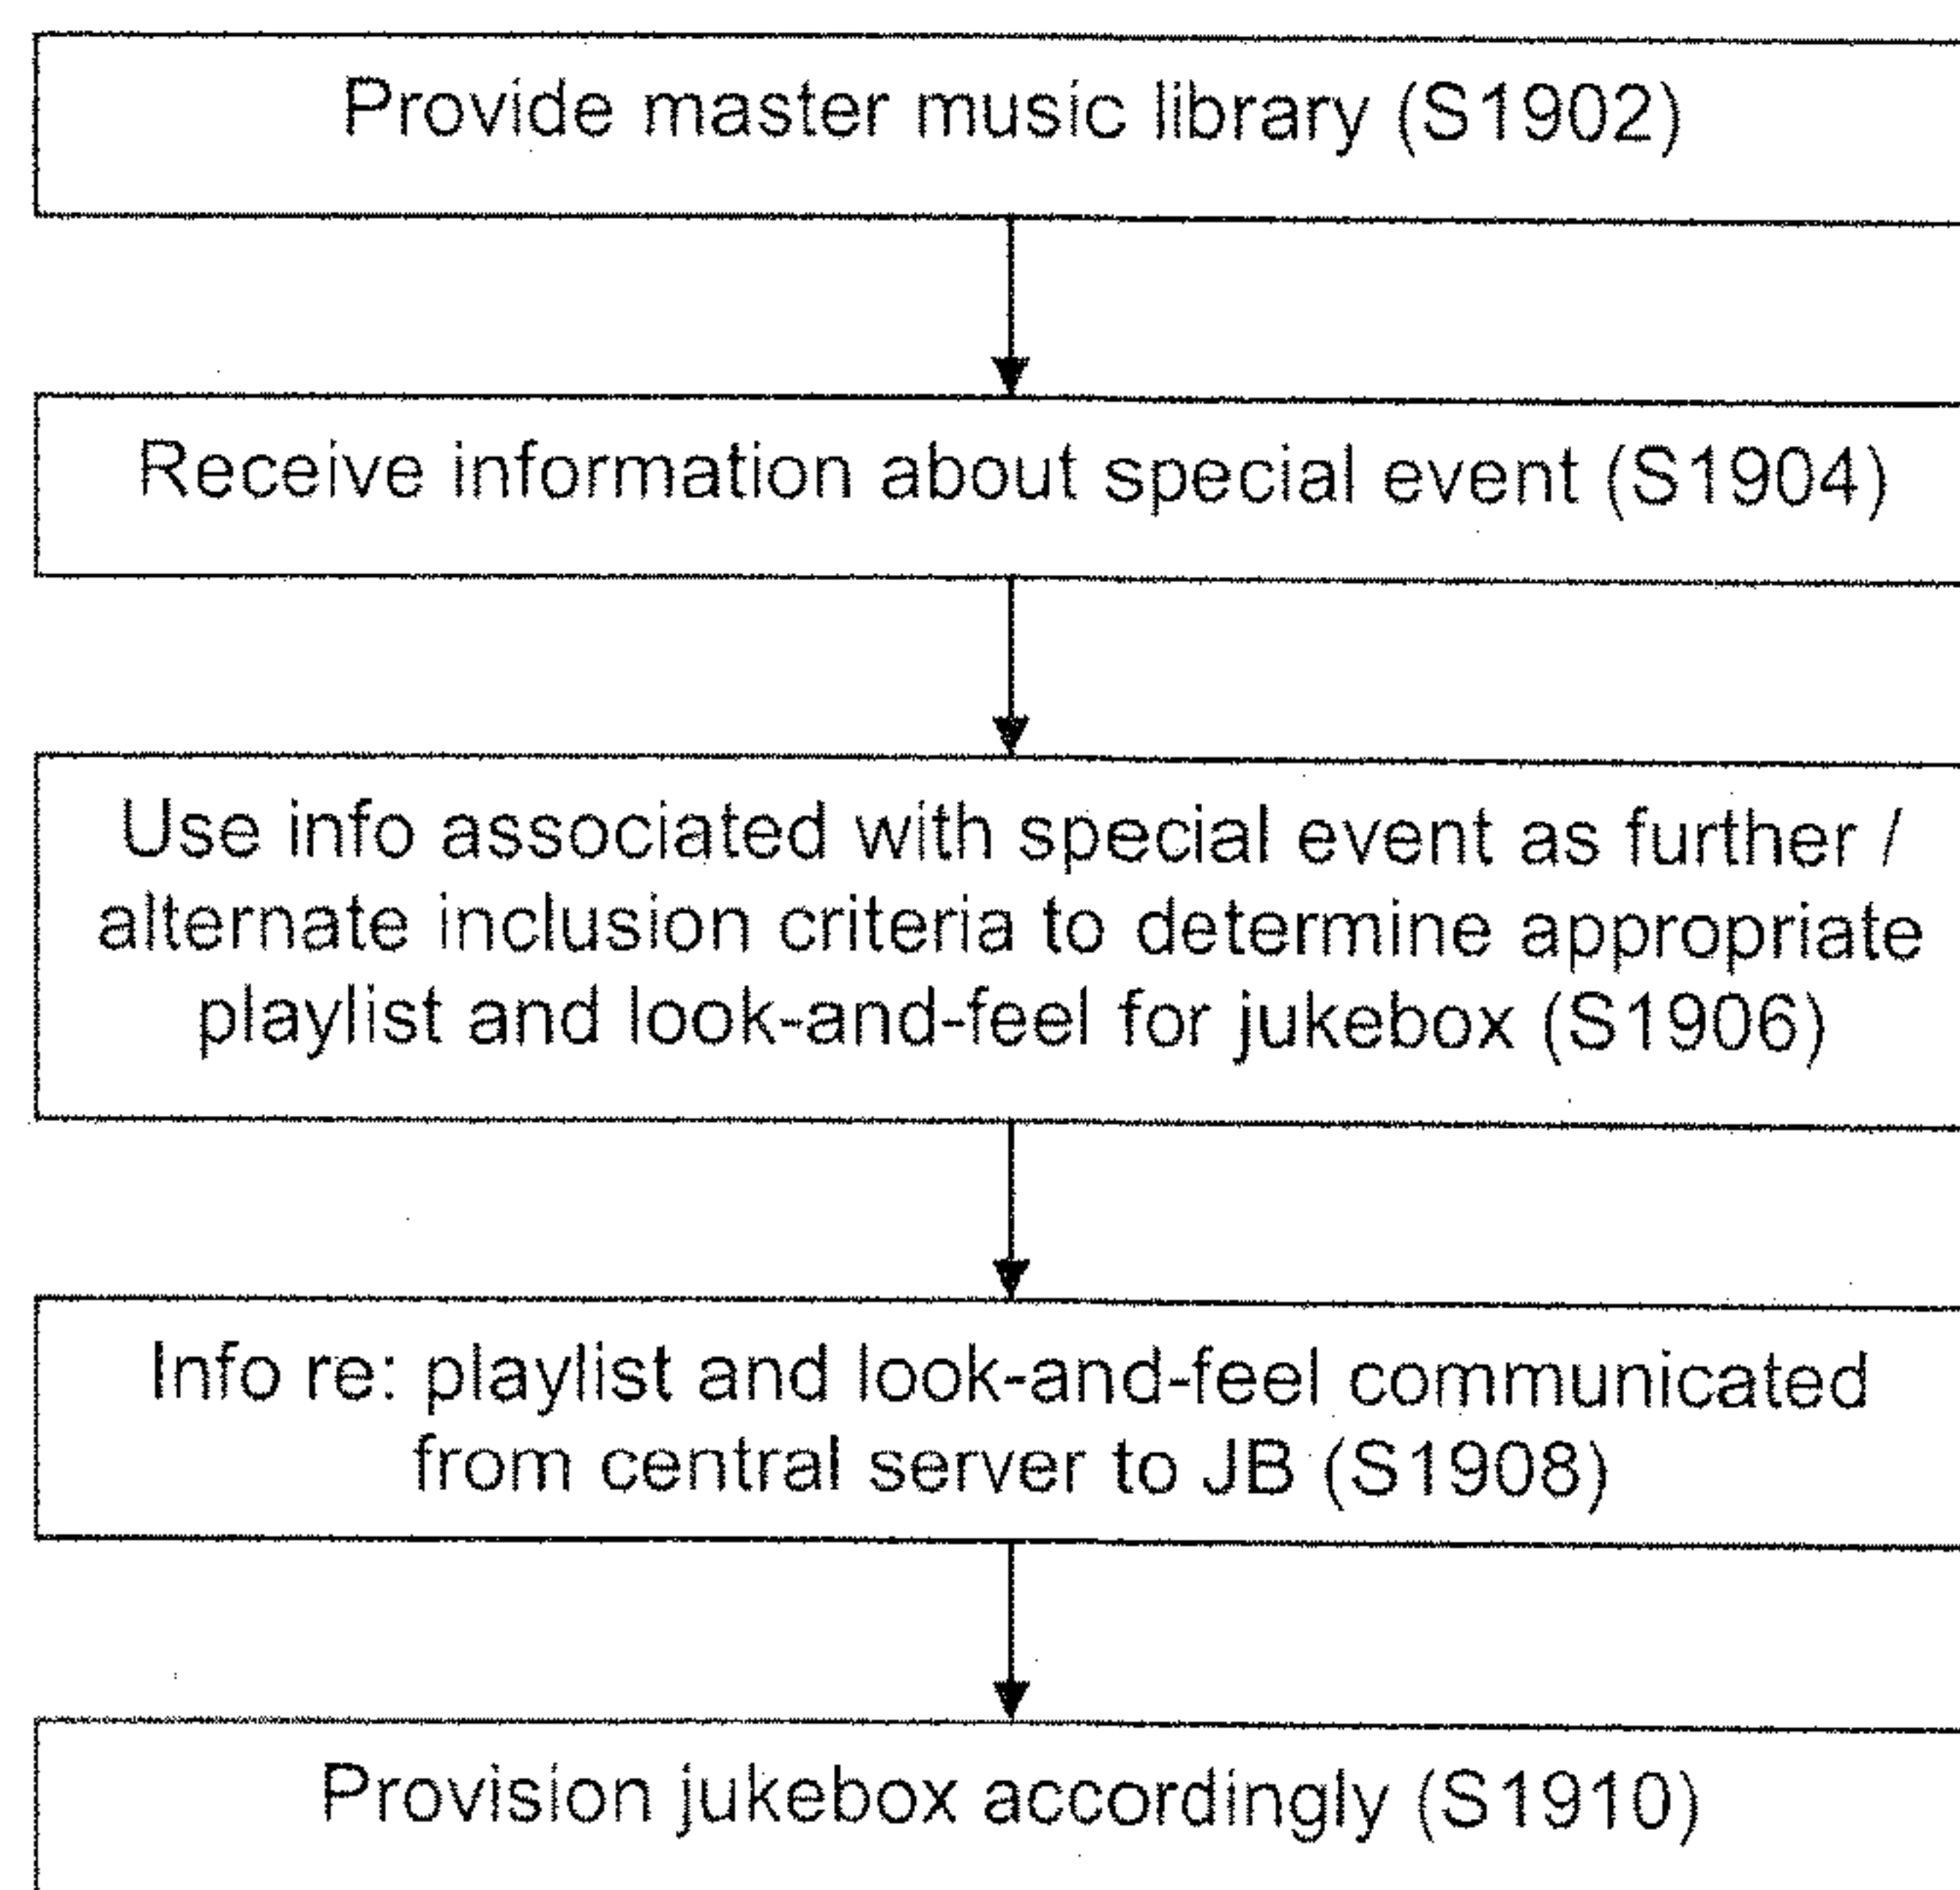 Provide master music library (S1902)
Receive information about special event (S1904)
Use info associated with special event as further /
alternate inclusion criteria to determine appropriate
playlist and look-and-feel for jukebox (S1906)
Info re: playlist and look-and-feel communicated
from central server to JB (S1908)
Provision jukebox accordingly (S1910)